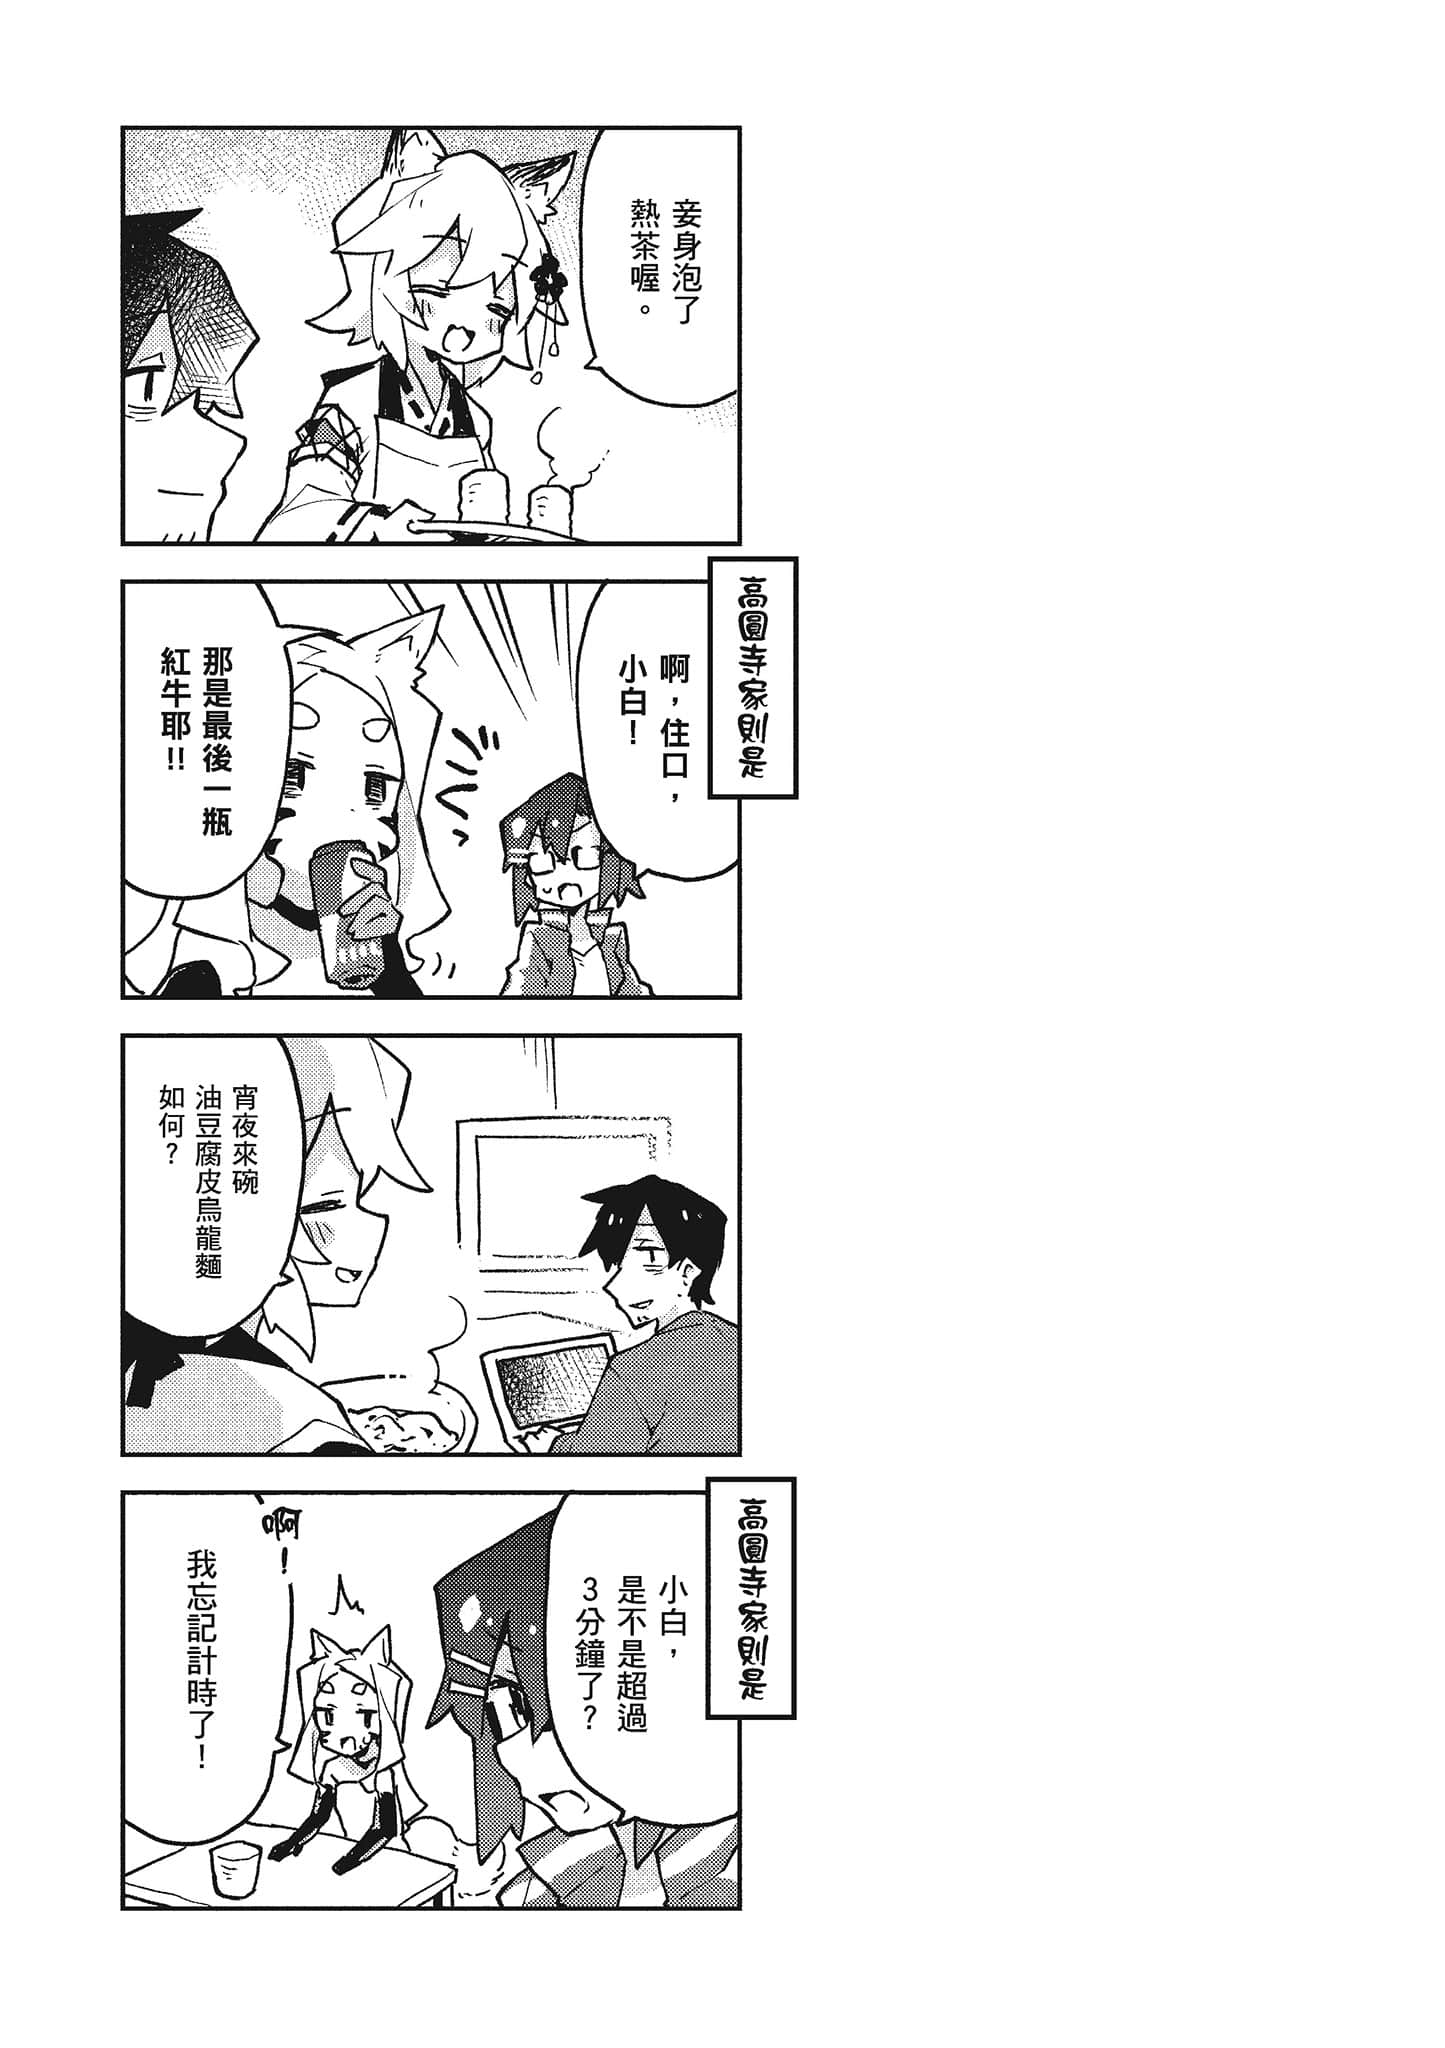 妾身泡了
熱茶喔。
高圓寺家則是
啊，住口，
小白！
那是最後一瓶
紅牛耶！！
宵夜來碗
油豆腐皮烏龍麵
如何？
高圓寺家則是
小白，
是不是超過
3分鐘了？
啊！
我忘記計時了！